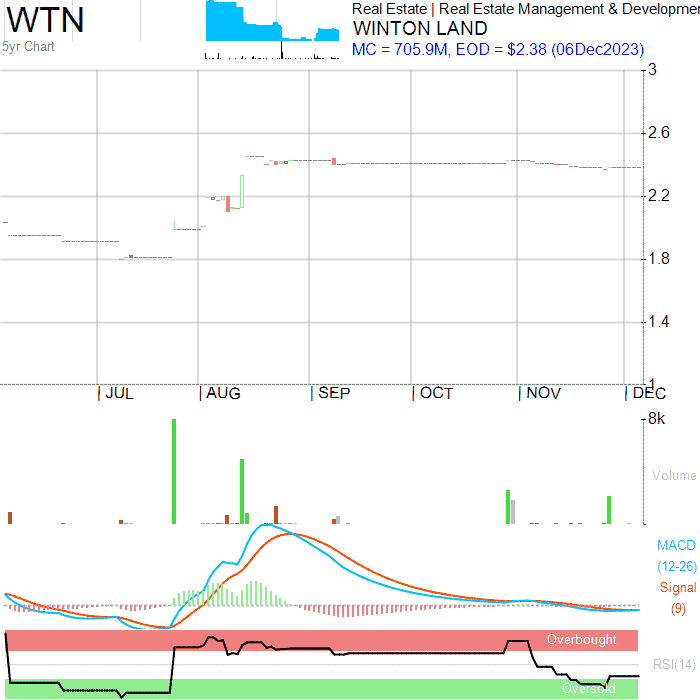 WTN
5yr Chart
Real Estate | Real Estate Management & Developmen
WINTON LAND
MC = 705.9M, EOD = $2.38 (06Dec2023)
3
2.6
2.2
1.8
1.4
1
| JUL | AUG | SEP | OCT | NOV | DEC
8k
Volume
MACD
(12-26)
Signal
(9)
Overbought
RSI(14)
Oversold